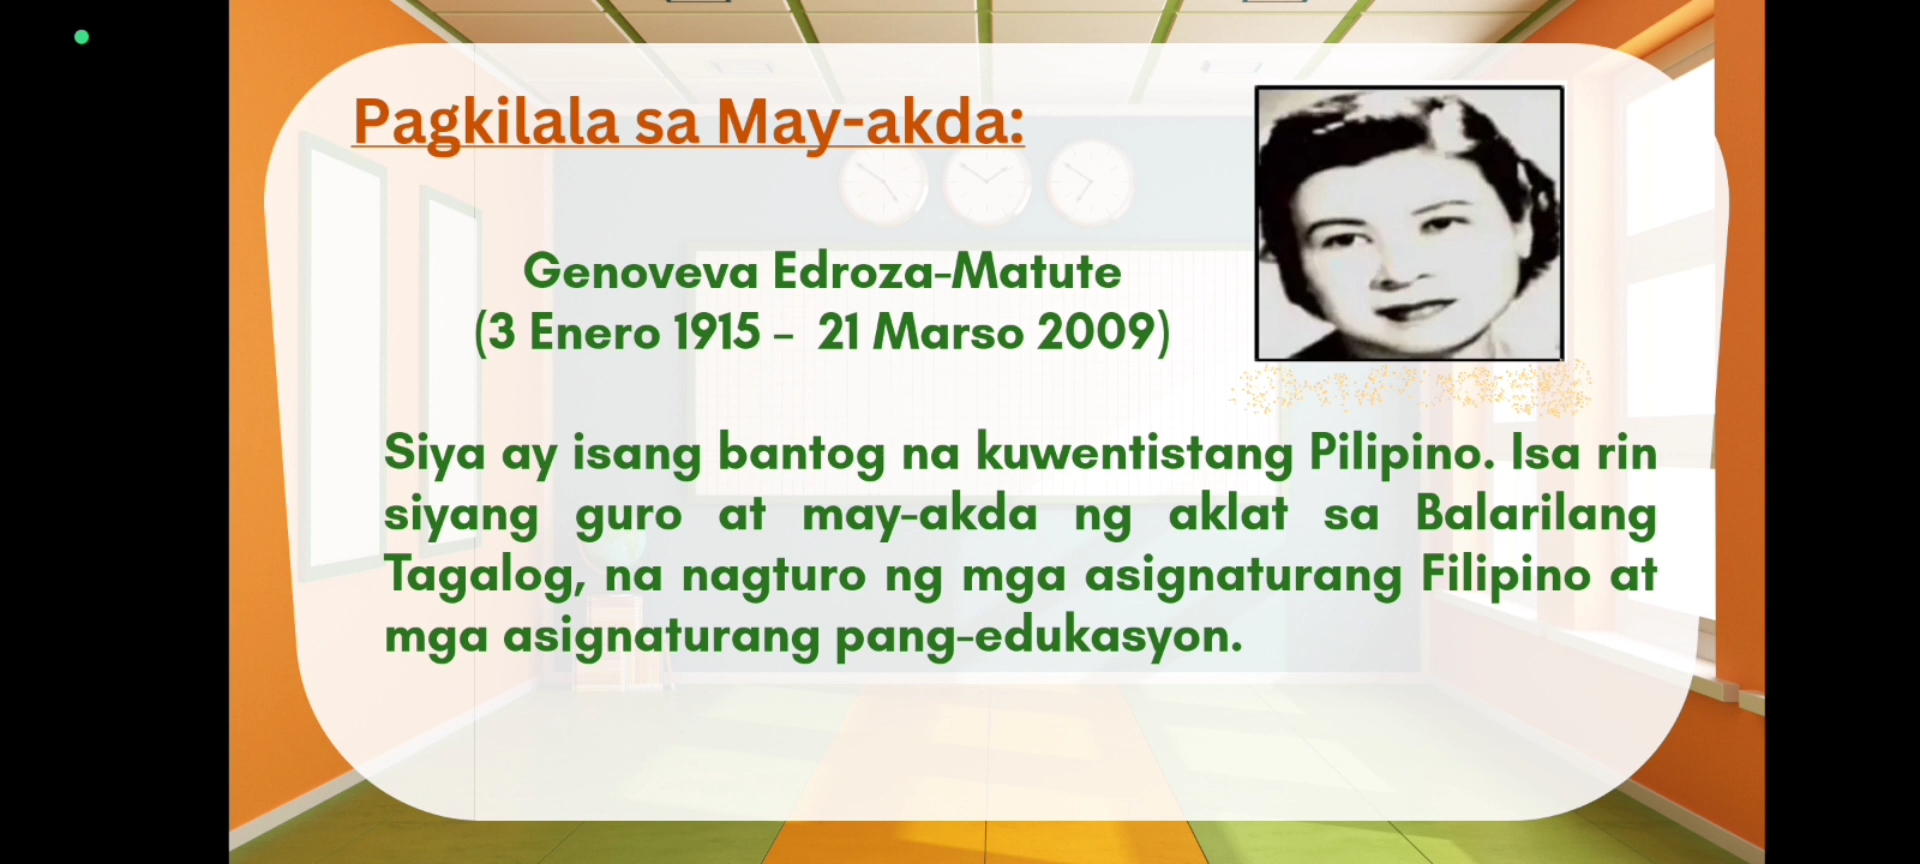 Pagkilala sa May-akda:
Genoveva Edroza-Matute
(3 Enero 1915 – 21 Marso 2009)
Siya ay isang bantog na kuwentistang Pilipino. Isa rin
siyang guro at may-akda ng aklat sa Balarilang
Tagalog, na nagturo ng mga asignaturang Filipino at
mga asignaturang pang-edukasyon.